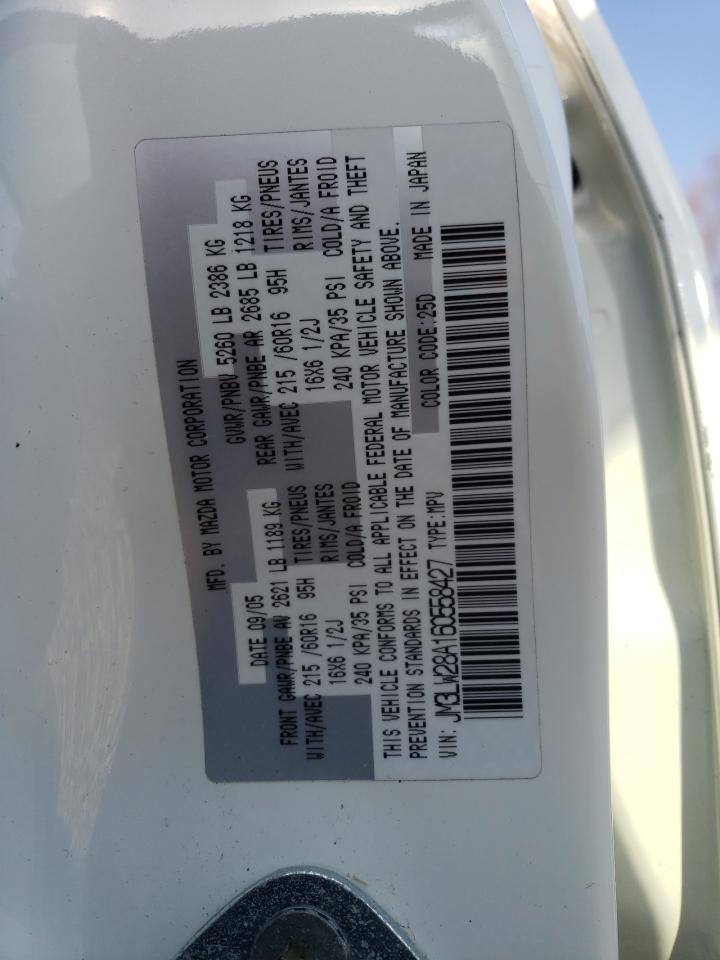 MFD. BY MAZDA MOTOR CORPORATION
DATE 09/05 GVWR/PNBV 5260 LB 2386 KG
FRONT GAWR/PNBE AV 2621 LB 1189 KG REAR GAWR/PNBE AR 2685 LB 1218 KG
WITH/AVEC 215 /60R16 95H TIRES/PNEUS WITH/AVEC 215 /60R16 95H TIRES/PNEUS
16X6 1/2J RIMS/JANTES 16X6 1/2J RIMS/JANTES
240 KPA/35 PSI COLD/A FROID 240 KPA/35 PSI COLD/A FROID
THIS VEHICLE CONFORMS TO ALL APPLICABLE FEDERAL MOTOR VEHICLE SAFETY AND THEFT
PREVENTION STANDARDS IN EFFECT ON THE DATE OF MANUFACTURE SHOWN ABOVE.
VIN: JM3LW28A160558427 TYPE:MPV COLOR CODE:25D MADE IN JAPAN